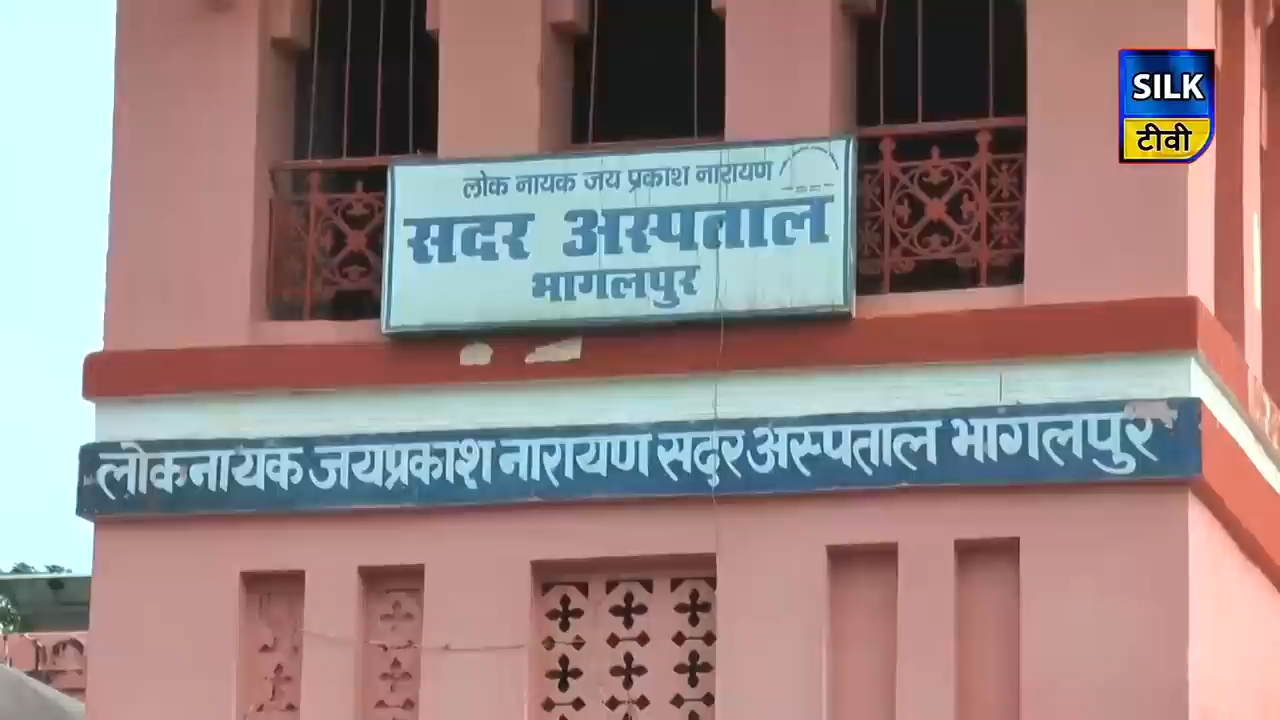 SILK
टीवी
लोक नायक जय प्रकाश नारायण
सदर अस्पताल
भागलपुर
लोकनायक जयप्रकाश नारायण सदर अस्पताल भागलपुर